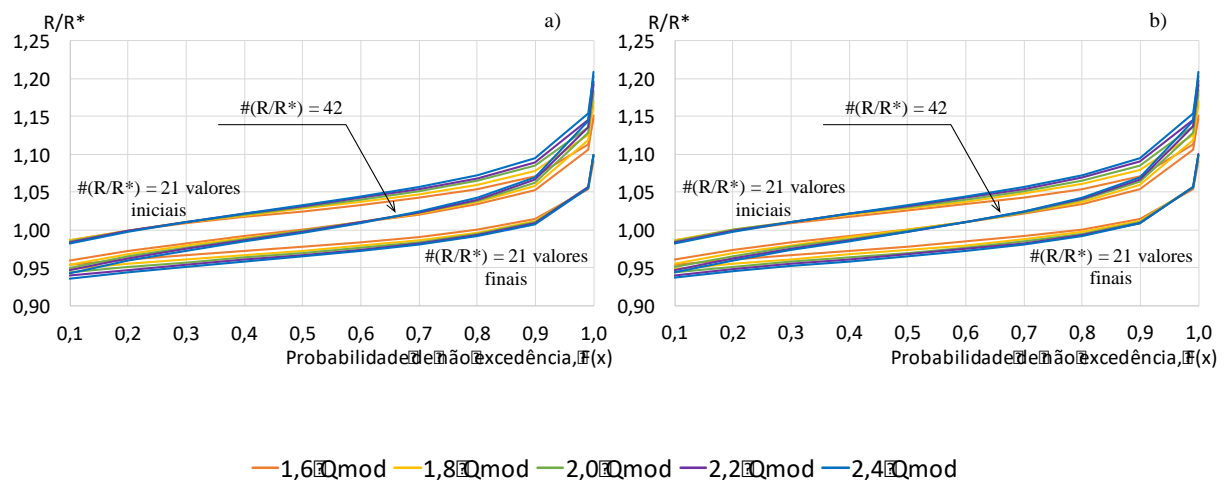 R/R*
a)
1,25
1,20
1,15
1,10
1,05
1,00
0,95
0,90
#(R/R*) = 42
#(R/R*) = 21 valores
iniciais
#(R/R*) = 21 valores
finais
0,1 0,2 0,3 0,4 0,5 0,6 0,7 0,8 0,9 1,0
Probabilidade de não excedência, F(x)
R/R*
b)
1,25
1,20
1,15
1,10
1,05
1,00
0,95
0,90
#(R/R*) = 42
#(R/R*) = 21 valores
iniciais
#(R/R*) = 21 valores
finais
0,1 0,2 0,3 0,4 0,5 0,6 0,7 0,8 0,9 1,0
Probabilidade de não excedência, F(x)
1,6 Qmod 1,8 Qmod 2,0 Qmod 2,2 Qmod 2,4 Qmod